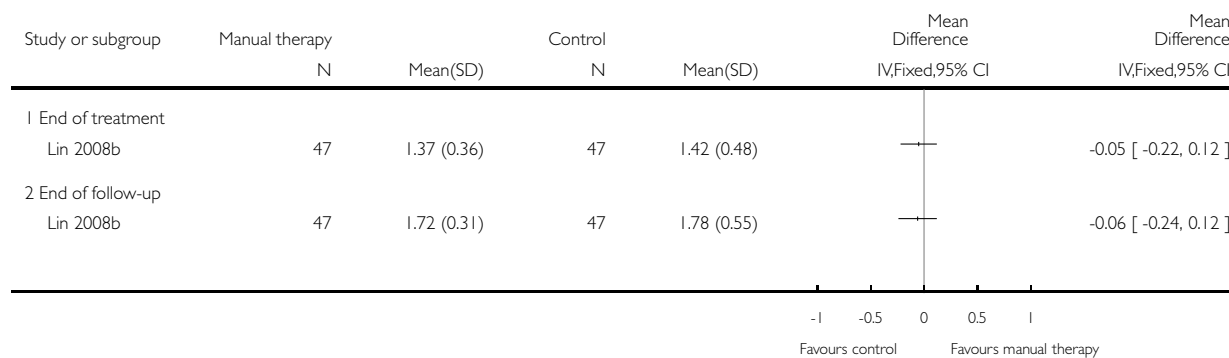 Study or subgroup Manual therapy Control Mean Difference Mean Difference
N Mean(SD) N Mean(SD) IV,Fixed,95% CI IV,Fixed,95% CI
1 End of treatment
Lin 2008b 47 1.37 (0.36) 47 1.42 (0.48) -0.05 [ -0.22, 0.12 ]
2 End of follow-up
Lin 2008b 47 1.72 (0.31) 47 1.78 (0.55) -0.06 [ -0.24, 0.12 ]
-1 -0.5 0 0.5 1
Favours control Favours manual therapy